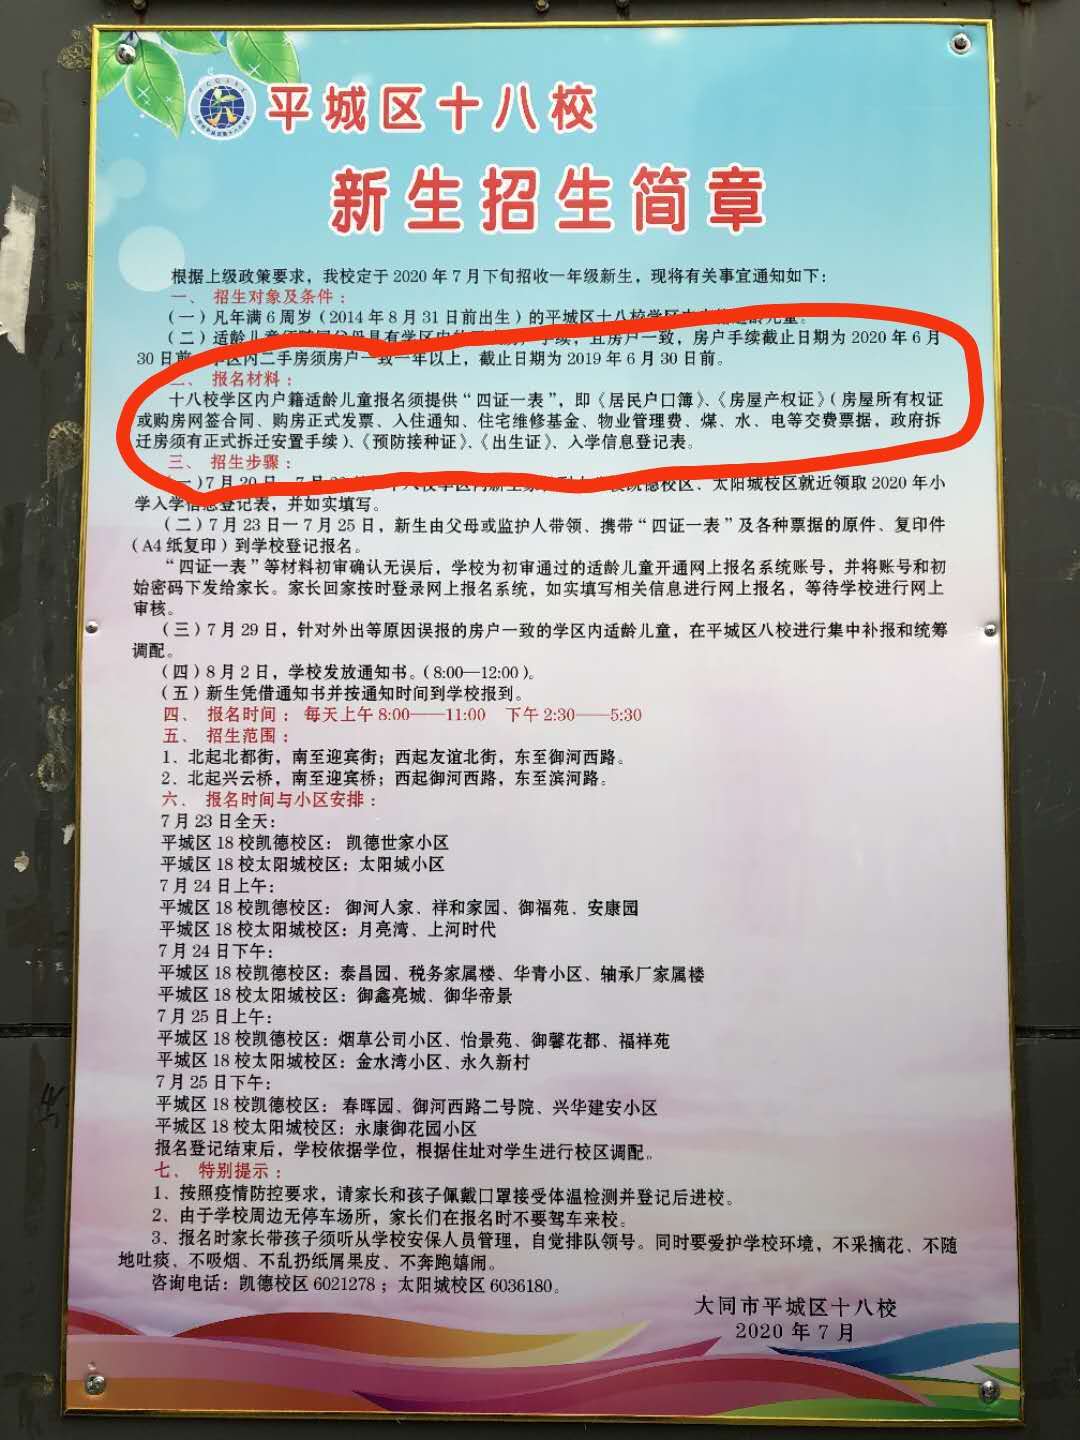 平城区十八校
新生招生简章
根据上级政策要求，我校定于2020年7月下旬招收一年级新生，现将有关事宜通知如下：
一、招生对象及条件：
（一）凡年满6周岁（2014年8月31日前出生）的平城区十八校学区
（二）适龄儿童须 手续，且房户一致，房户手续截止日期为2020年6月
30日前 区内二手房须房户一致一年以上，截止日期为2019年6月30日前。
二、报名材料：
十八校学区内户籍适龄儿童报名须提供“四证一表”，即《居民户口簿》、《房屋产权证》（房屋所有权证
或购房网签合同、购房正式发票、入住通知、住宅维修基金、物业管理费、煤、水、电等交费票据，政府拆
迁房须有正式拆迁安置手续）、《预防接种证》、《出生证》、入学信息登记表。
三、招生步骤：
（一）7月20日—7月 校凯德校区、太阳城校区就近领取2020年小
学入学信息登记表，并如实填写。
（二）7月23日—7月25日，新生由父母或监护人带领、携带“四证一表”及各种票据的原件、复印件
（A4纸复印）到学校登记报名。
“四证一表”等材料初审确认无误后，学校为初审通过的适龄儿童开通网上报名系统账号，并将账号和初
始密码下发给家长。家长回家按时登录网上报名系统，如实填写相关信息进行网上报名，等待学校进行网上
审核。
（三）7月29日，针对外出等原因误报的房户一致的学区内适龄儿童，在平城区八校进行集中补报和统筹
调配。
（四）8月2日，学校发放通知书。（8:00—12:00）。
（五）新生凭借通知书并按通知时间到学校报到。
四、报名时间：每天上午8:00——11:00 下午2:30——5:30
五、招生范围：
1、北起北都街，南至迎宾街；西起友谊北街，东至御河西路。
2、北起兴云桥，南至迎宾桥；西起御河西路，东至滨河路。
六、报名时间与小区安排：
7月23日全天：
平城区18校凯德校区：凯德世家小区
平城区18校太阳城校区：太阳城小区
7月24日上午：
平城区18校凯德校区：御河人家、祥和家园、御福苑、安康园
平城区18校太阳城校区：月亮湾、上河时代
7月24日下午：
平城区18校凯德校区：泰昌园、税务家属楼、华青小区、轴承厂家属楼
平城区18校太阳城校区：御鑫亮城、御华帝景
7月25日上午：
平城区18校凯德校区：烟草公司小区、怡景苑、御馨花都、福祥苑
平城区18校太阳城校区：金水湾小区、永久新村
7月25日下午：
平城区18校凯德校区：春晖园、御河西路二号院、兴华建安小区
平城区18校太阳城校区：永康御花园小区
报名登记结束后，学校依据学位，根据住址对学生进行校区调配。
七、特别提示：
1、按照疫情防控要求，请家长和孩子佩戴口罩接受体温检测并登记后进校。
2、由于学校周边无停车场所，家长们在报名时不要驾车来校。
3、报名时家长带孩子须听从学校安保人员管理，自觉排队领号。同时要爱护学校环境，不采摘花、不随
地吐痰、不吸烟、不乱扔纸屑果皮、不奔跑嬉闹。
咨询电话：凯德校区6021278；太阳城校区6036180。
大同市平城区十八校
2020年7月